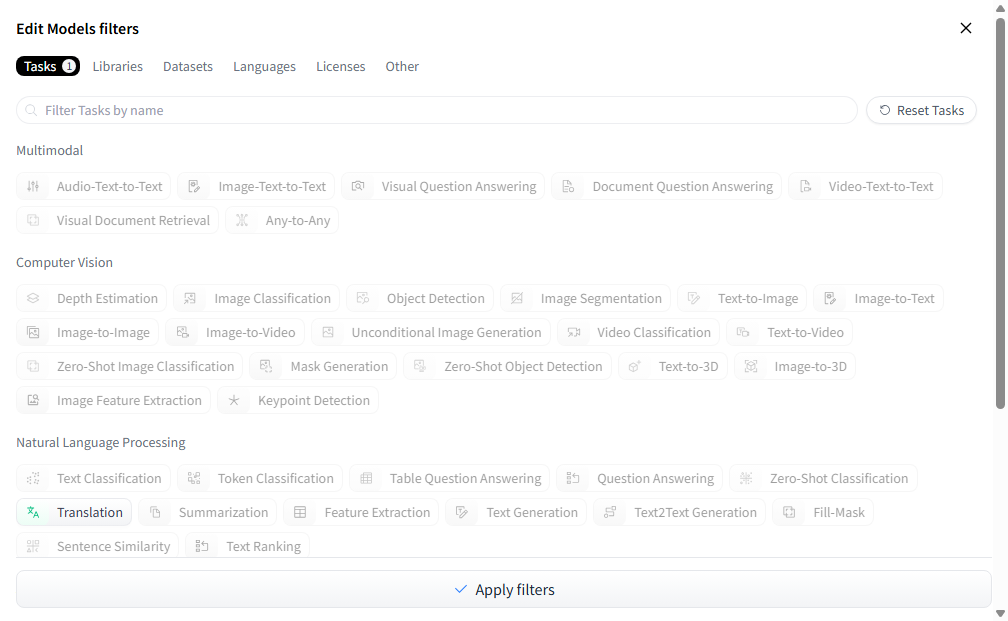 Edit Models filters
Tasks 1 Libraries Datasets Languages Licenses Other
Filter Tasks by name Reset Tasks
Multimodal
Audio-Text-to-Text Image-Text-to-Text Visual Question Answering Document Question Answering Video-Text-to-Text
Visual Document Retrieval Any-to-Any
Computer Vision
Depth Estimation Image Classification Object Detection Image Segmentation Text-to-Image Image-to-Text
Image-to-Image Image-to-Video Unconditional Image Generation Video Classification Text-to-Video
Zero-Shot Image Classification Mask Generation Zero-Shot Object Detection Text-to-3D Image-to-3D
Image Feature Extraction Keypoint Detection
Natural Language Processing
Text Classification Token Classification Table Question Answering Question Answering Zero-Shot Classification
Translation Summarization Feature Extraction Text Generation Text2Text Generation Fill-Mask
Sentence Similarity Text Ranking
Apply filters